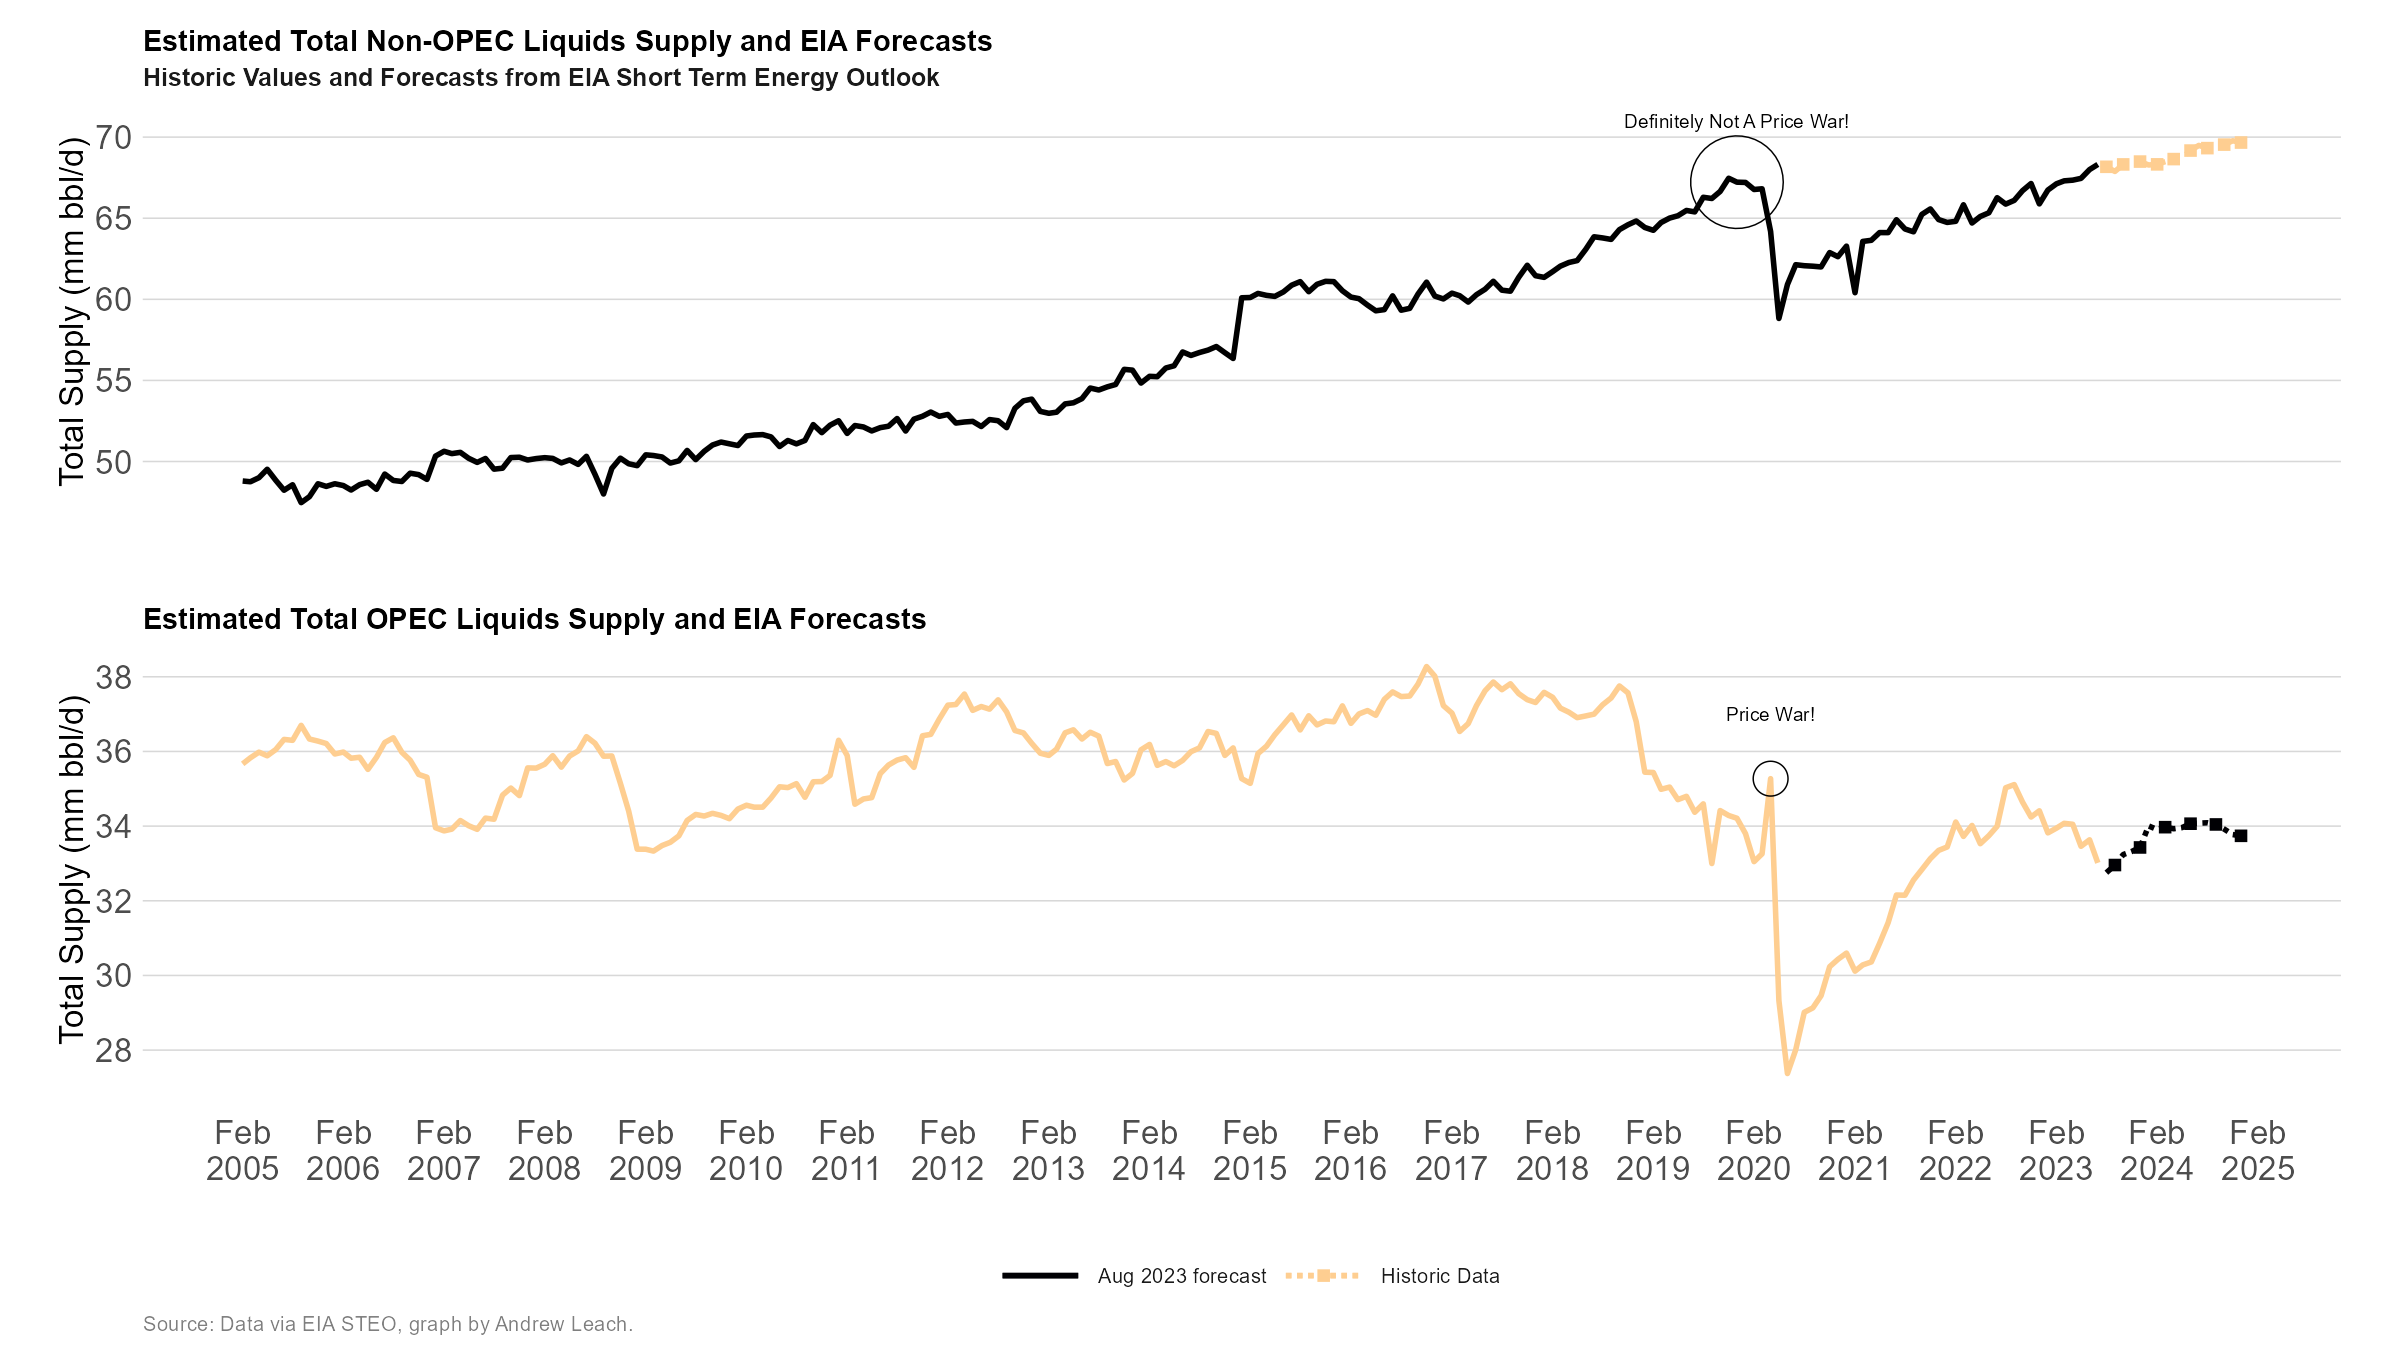 Estimated Total Non-OPEC Liquids Supply and EIA Forecasts
Historic Values and Forecasts from EIA Short Term Energy Outlook
Total Supply (mm bbl/d)
70
65
60
55
50
Definitely Not A Price War!
Estimated Total OPEC Liquids Supply and EIA Forecasts
Total Supply (mm bbl/d)
38
36
34
32
30
28
Price War!
Feb Feb Feb Feb Feb Feb Feb Feb Feb Feb Feb Feb Feb Feb Feb Feb Feb Feb Feb Feb Feb
2005 2006 2007 2008 2009 2010 2011 2012 2013 2014 2015 2016 2017 2018 2019 2020 2021 2022 2023 2024 2025
Aug 2023 forecast Historic Data
Source: Data via EIA STEO, graph by Andrew Leach.